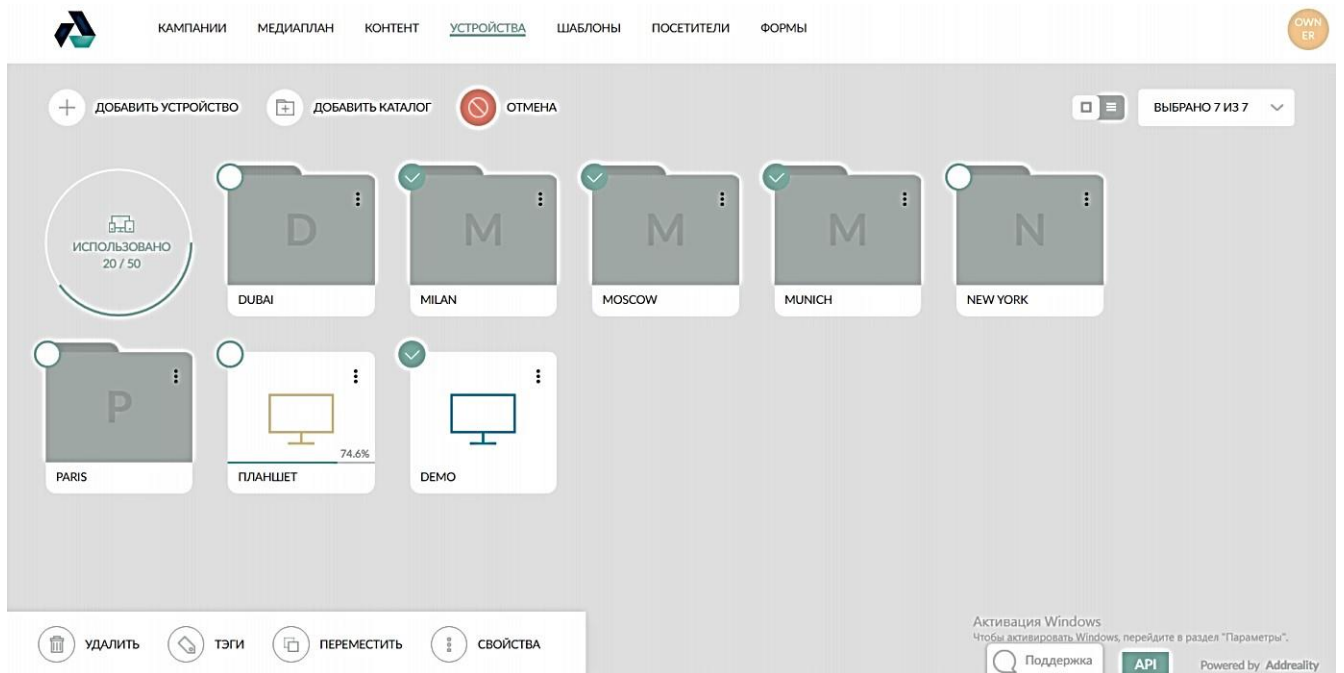 КАМПАНИИ МЕДИАПЛАН КОНТЕНТ УСТРОЙСТВА ШАБЛОНЫ ПОСЕТИТЕЛИ ФОРМЫ
OWN
ER
ДОБАВИТЬ УСТРОЙСТВО ДОБАВИТЬ КАТАЛОГ ОТМЕНА ВЫБРАНО 7 ИЗ 7
ИСПОЛЬЗОВАНО
20 / 50
D M M M N
DUBAI MILAN MOSCOW MUNICH NEW YORK
P
74.6%
PARIS ПЛАНШЕТ DEMO
УДАЛИТЬ ТЭГИ ПЕРЕМЕСТИТЬ СВОЙСТВА
Активация Windows
Чтобы активировать Windows, перейдите в раздел "Параметры".
Поддержка API Powered by Addreality